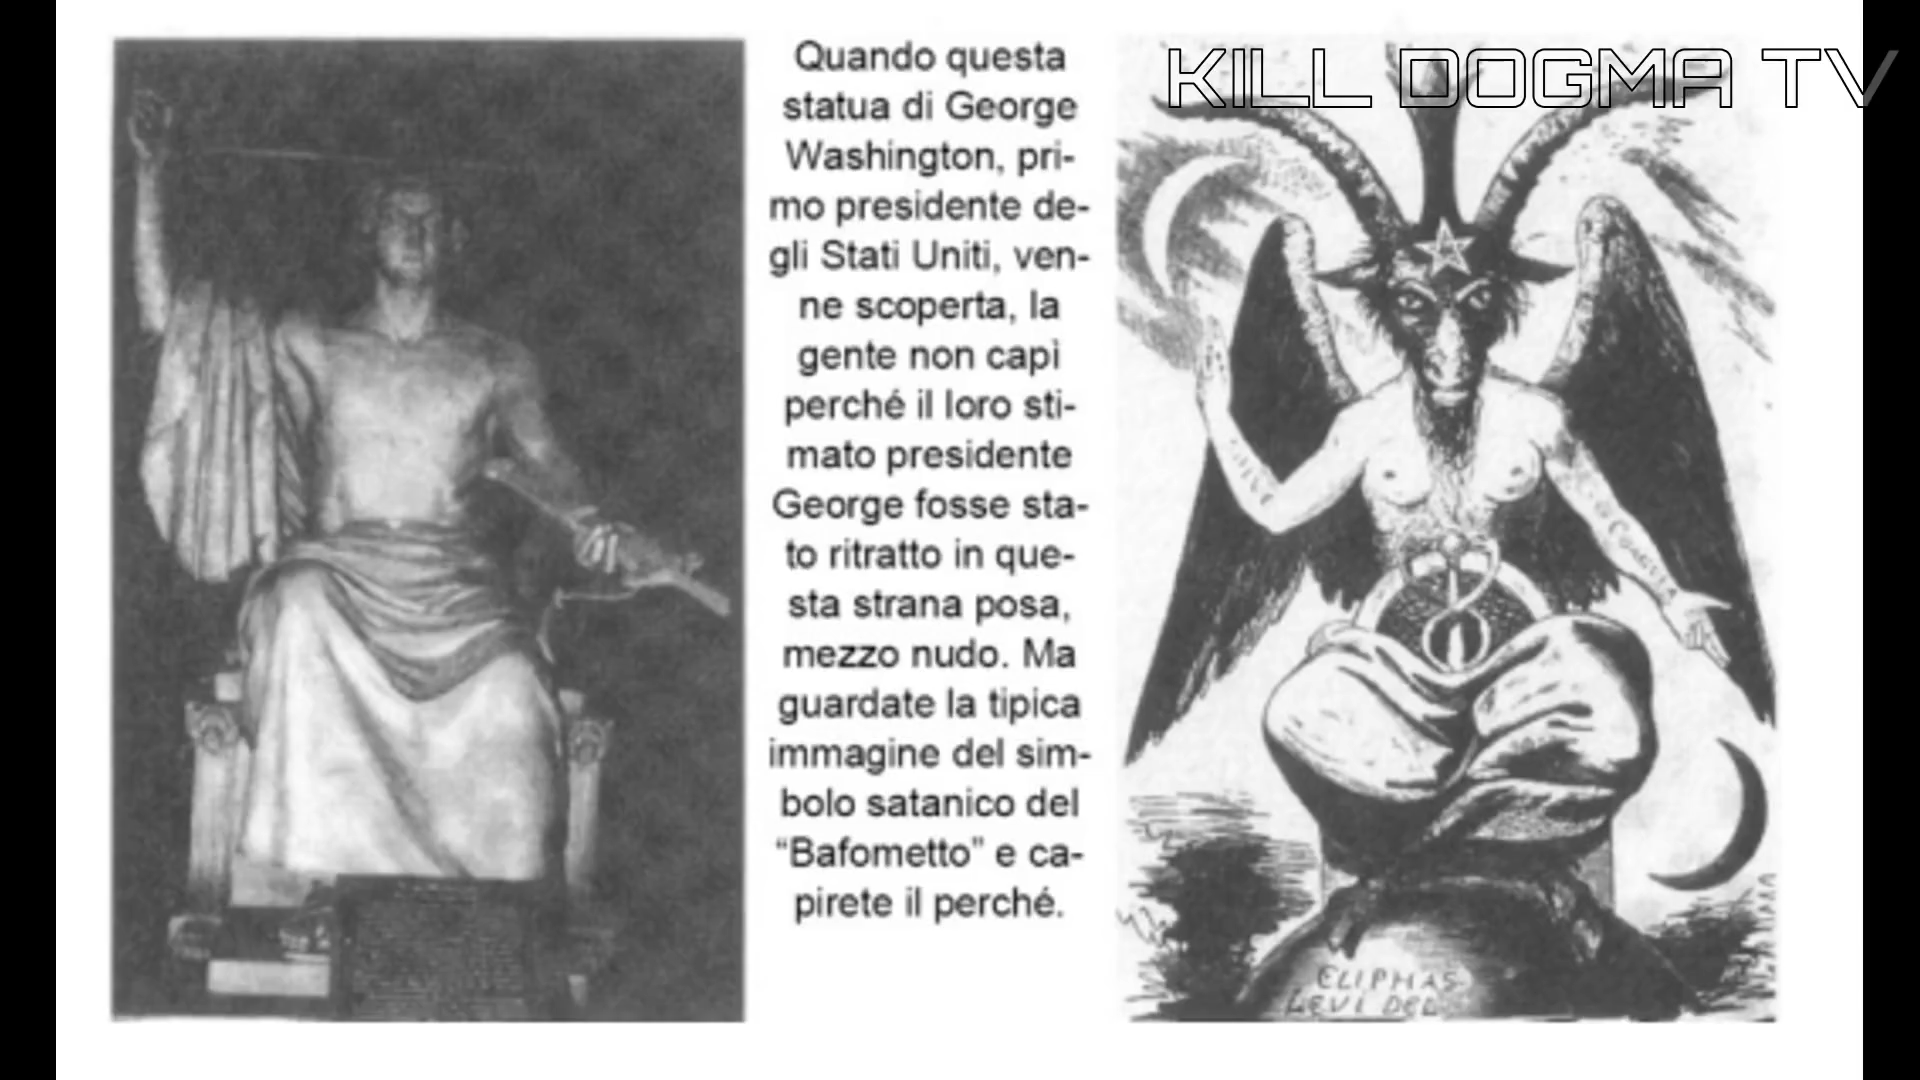 KILL DOGMA TV
Quando questa
statua di George
Washington, pri-
mo presidente de-
gli Stati Uniti, ven-
ne scoperta, la
gente non capì
perché il loro sti-
mato presidente
George fosse sta-
to ritratto in que-
sta strana posa,
mezzo nudo. Ma
guardate la tipica
immagine del sim-
bolo satanico del
“Bafometto” e ca-
pirete il perché.
ELIPHAS
LEVI DEL